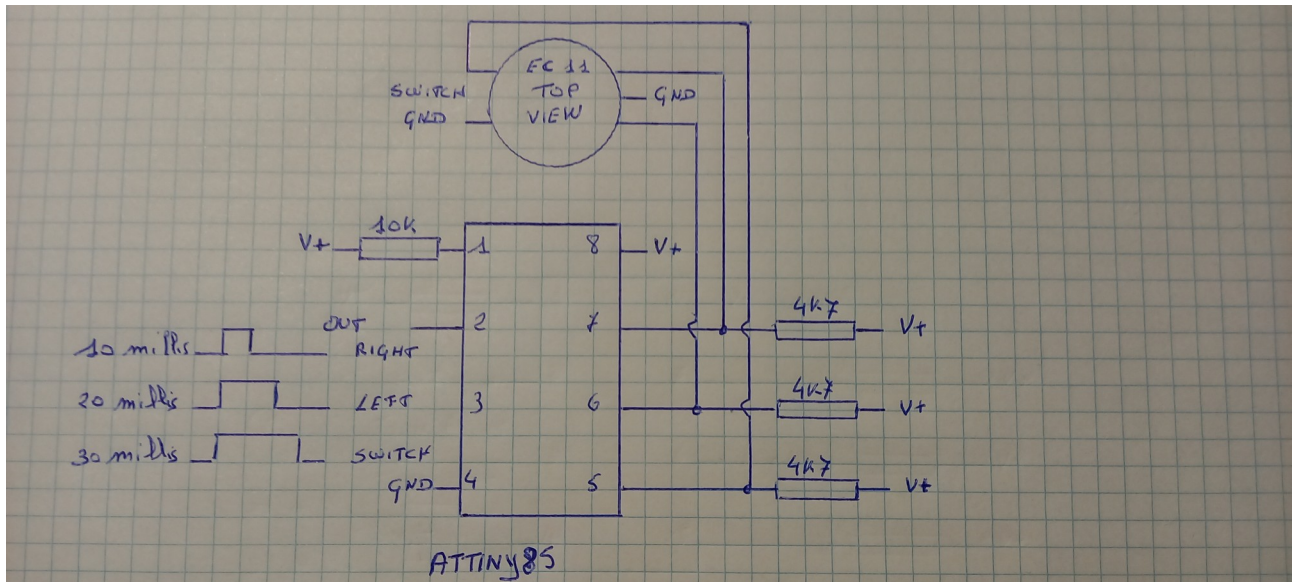 EC 11
SWITCH TOP GND
GND VIEW
10K
V+ 1 8 V+
4K7
OUT 2 7 V+
10 millis RIGHT
4K7
20 millis LEFT 3 6 V+
30 millis SWITCH
4K7
GND 4 5 V+
ATTINY85